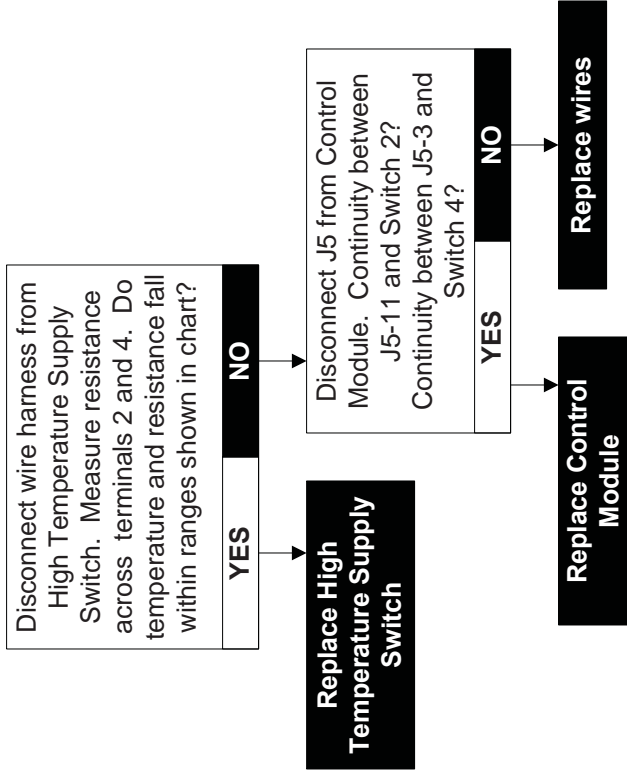 Disconnect wire harness from
High Temperature Supply
Switch. Measure resistance
across terminals 2 and 4. Do
temperature and resistance fall
within ranges shown in chart?
YES
NO
Replace High
Temperature Supply
Switch
Disconnect J5 from Control
Module. Continuity between
J5-11 and Switch 2?
Continuity between J5-3 and
Switch 4?
YES
NO
Replace Control
Module
Replace wires